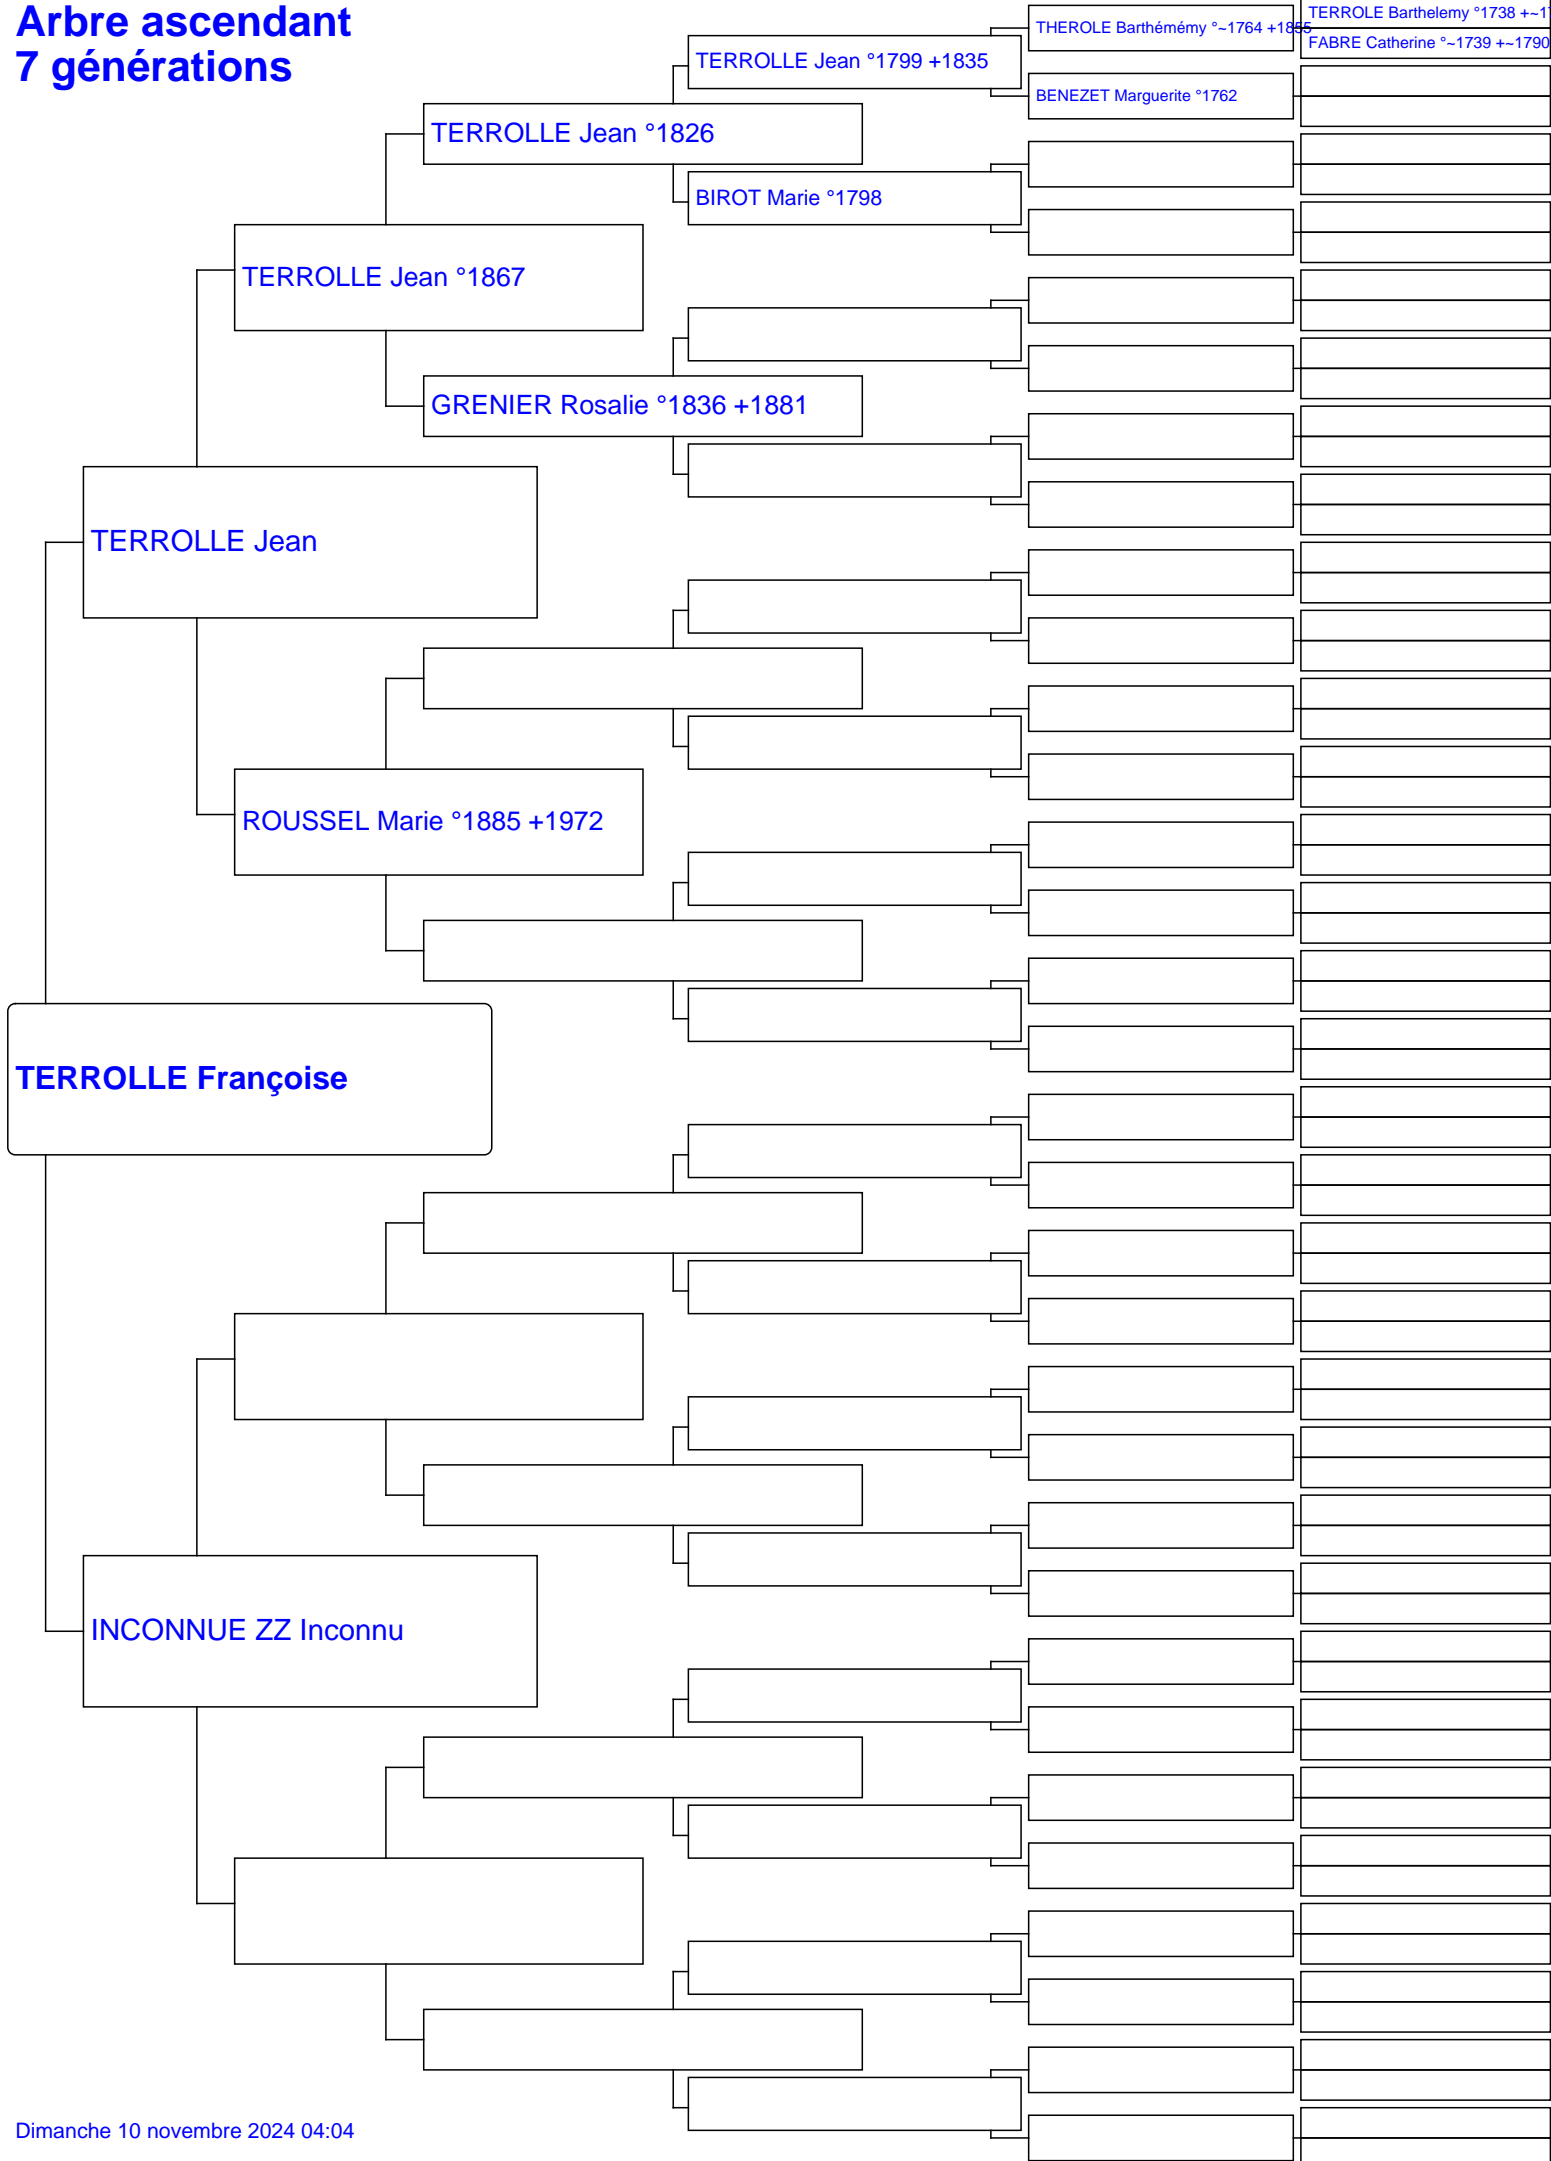 Arbre ascendant
7 générations
TERROLE Barthelemy °1738 +~1
THEROLE Barthémémy °~1764 +1855
FABRE Catherine °~1739 +~1790
TERROLLE Jean °1799 +1835
BENEZET Marguerite °1762
TERROLLE Jean °1826
BIROT Marie °1798
TERROLLE Jean °1867
GRENIER Rosalie °1836 +1881
TERROLLE Jean
ROUSSEL Marie °1885 +1972
TERROLLE Françoise
INCONNUE ZZ Inconnu
Dimanche 10 novembre 2024 04:04